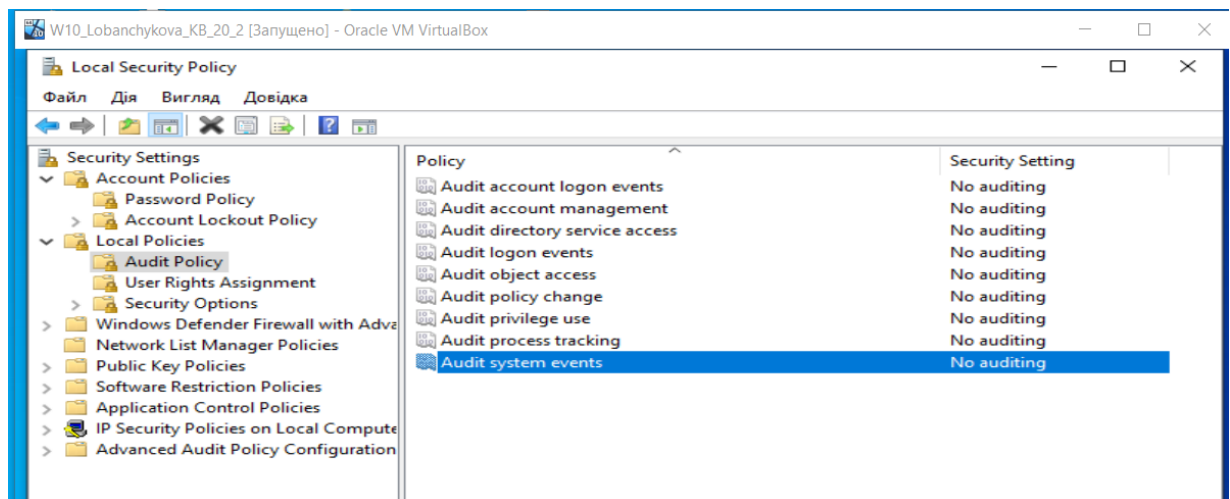 W10_Lobanchykova_KB_20_2 [Запущено] - Oracle VM VirtualBox
Local Security Policy
Файл Дія Вигляд Довідка
Security Settings
Account Policies
Password Policy
Account Lockout Policy
Local Policies
Audit Policy
User Rights Assignment
Security Options
Windows Defender Firewall with Adva
Network List Manager Policies
Public Key Policies
Software Restriction Policies
Application Control Policies
IP Security Policies on Local Compute
Advanced Audit Policy Configuration
Policy Security Setting
Audit account logon events No auditing
Audit account management No auditing
Audit directory service access No auditing
Audit logon events No auditing
Audit object access No auditing
Audit policy change No auditing
Audit privilege use No auditing
Audit process tracking No auditing
Audit system events No auditing